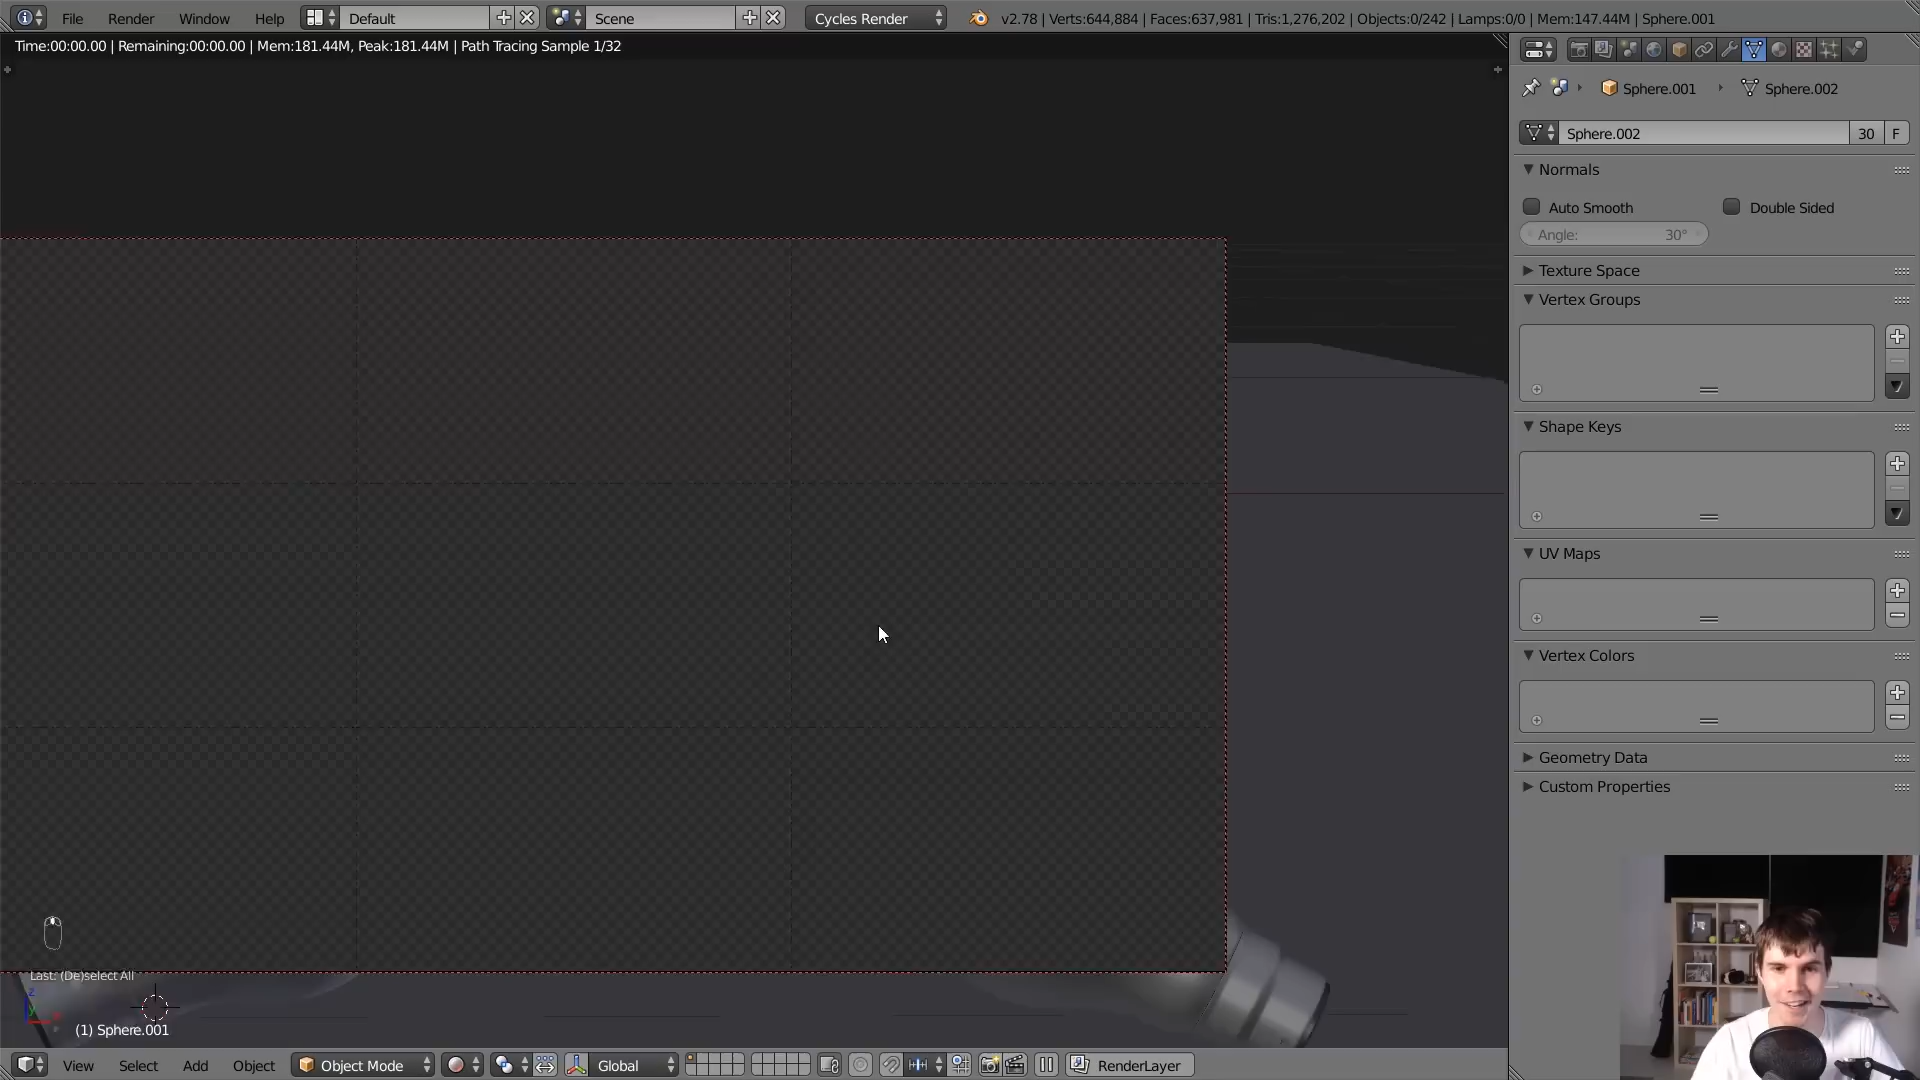 File Render Window Help Default Scene Cycles Render v2.78 | Verts:644,884 | Faces:637,981 | Tris:1,276,202 | Objects:0/242 | Lamps:0/0 | Mem:147.44M | Sphere.001
Time:00:00.00 | Remaining:00:00.00 | Mem:181.44M, Peak:181.44M | Path Tracing Sample 1/32
Sphere.001 Sphere.002
Sphere.002 30 F
Normals
Auto Smooth Double Sided
Angle: 30°
Texture Space
Vertex Groups
Shape Keys
UV Maps
Vertex Colors
Geometry Data
Custom Properties
Last: (De)select All
z
y
x
(1) Sphere.001
View Select Add Object Object Mode Global RenderLayer